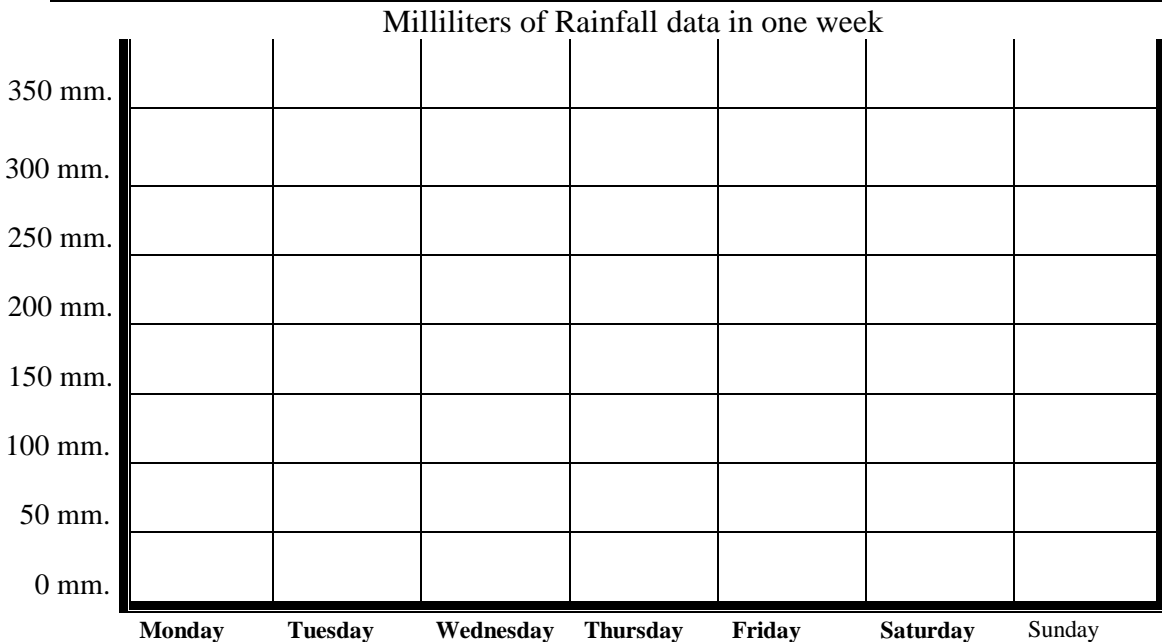 Milliliters of Rainfall data in one week
350 mm.
300 mm.
250 mm.
200 mm.
150 mm.
100 mm.
50 mm.
0 mm.
Monday Tuesday Wednesday Thursday Friday Saturday Sunday